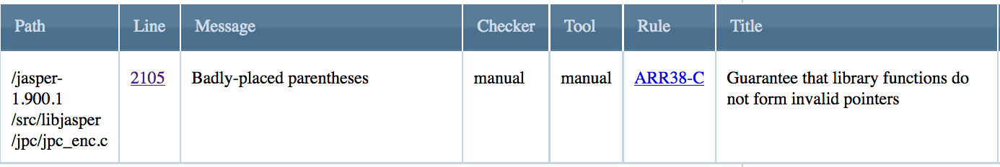 Path Line Message Checker Tool Rule Title
/jasper- 2105 Badly-placed parentheses manual manual ARR38-C Guarantee that library functions do
1.900.1 not form invalid pointers
/src/libjasper
/jpc/jpc_enc.c